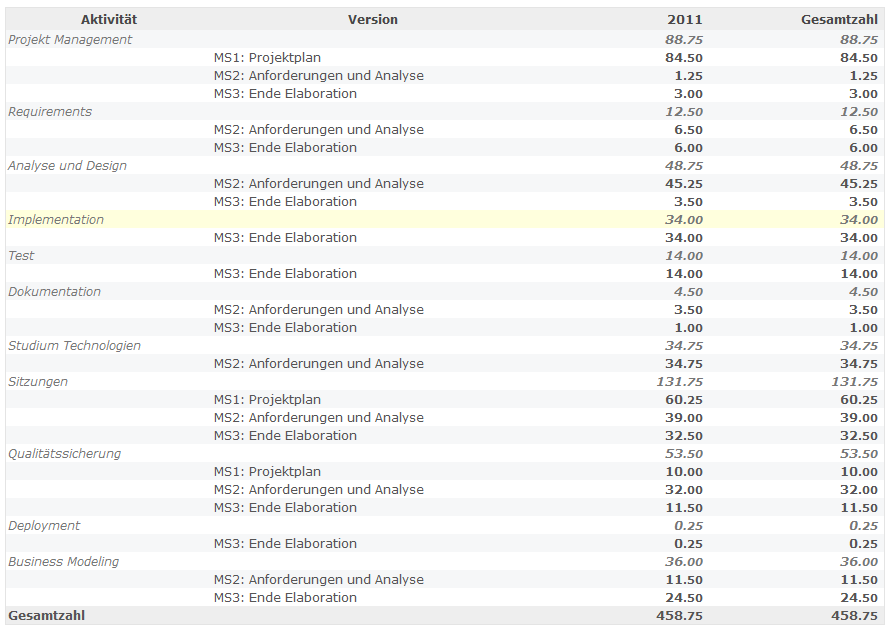 Aktivität Version 2011 Gesamtzahl
Projekt Management 88.75 88.75
MS1: Projektplan 84.50 84.50
MS2: Anforderungen und Analyse 1.25 1.25
MS3: Ende Elaboration 3.00 3.00
Requirements 12.50 12.50
MS2: Anforderungen und Analyse 6.50 6.50
MS3: Ende Elaboration 6.00 6.00
Analyse und Design 48.75 48.75
MS2: Anforderungen und Analyse 45.25 45.25
MS3: Ende Elaboration 3.50 3.50
Implementation 34.00 34.00
MS3: Ende Elaboration 34.00 34.00
Test 14.00 14.00
MS3: Ende Elaboration 14.00 14.00
Dokumentation 4.50 4.50
MS2: Anforderungen und Analyse 3.50 3.50
MS3: Ende Elaboration 1.00 1.00
Studium Technologien 34.75 34.75
MS2: Anforderungen und Analyse 34.75 34.75
Sitzungen 131.75 131.75
MS1: Projektplan 60.25 60.25
MS2: Anforderungen und Analyse 39.00 39.00
MS3: Ende Elaboration 32.50 32.50
Qualitätssicherung 53.50 53.50
MS1: Projektplan 10.00 10.00
MS2: Anforderungen und Analyse 32.00 32.00
MS3: Ende Elaboration 11.50 11.50
Deployment 0.25 0.25
MS3: Ende Elaboration 0.25 0.25
Business Modeling 36.00 36.00
MS2: Anforderungen und Analyse 11.50 11.50
MS3: Ende Elaboration 24.50 24.50
Gesamtzahl 458.75 458.75